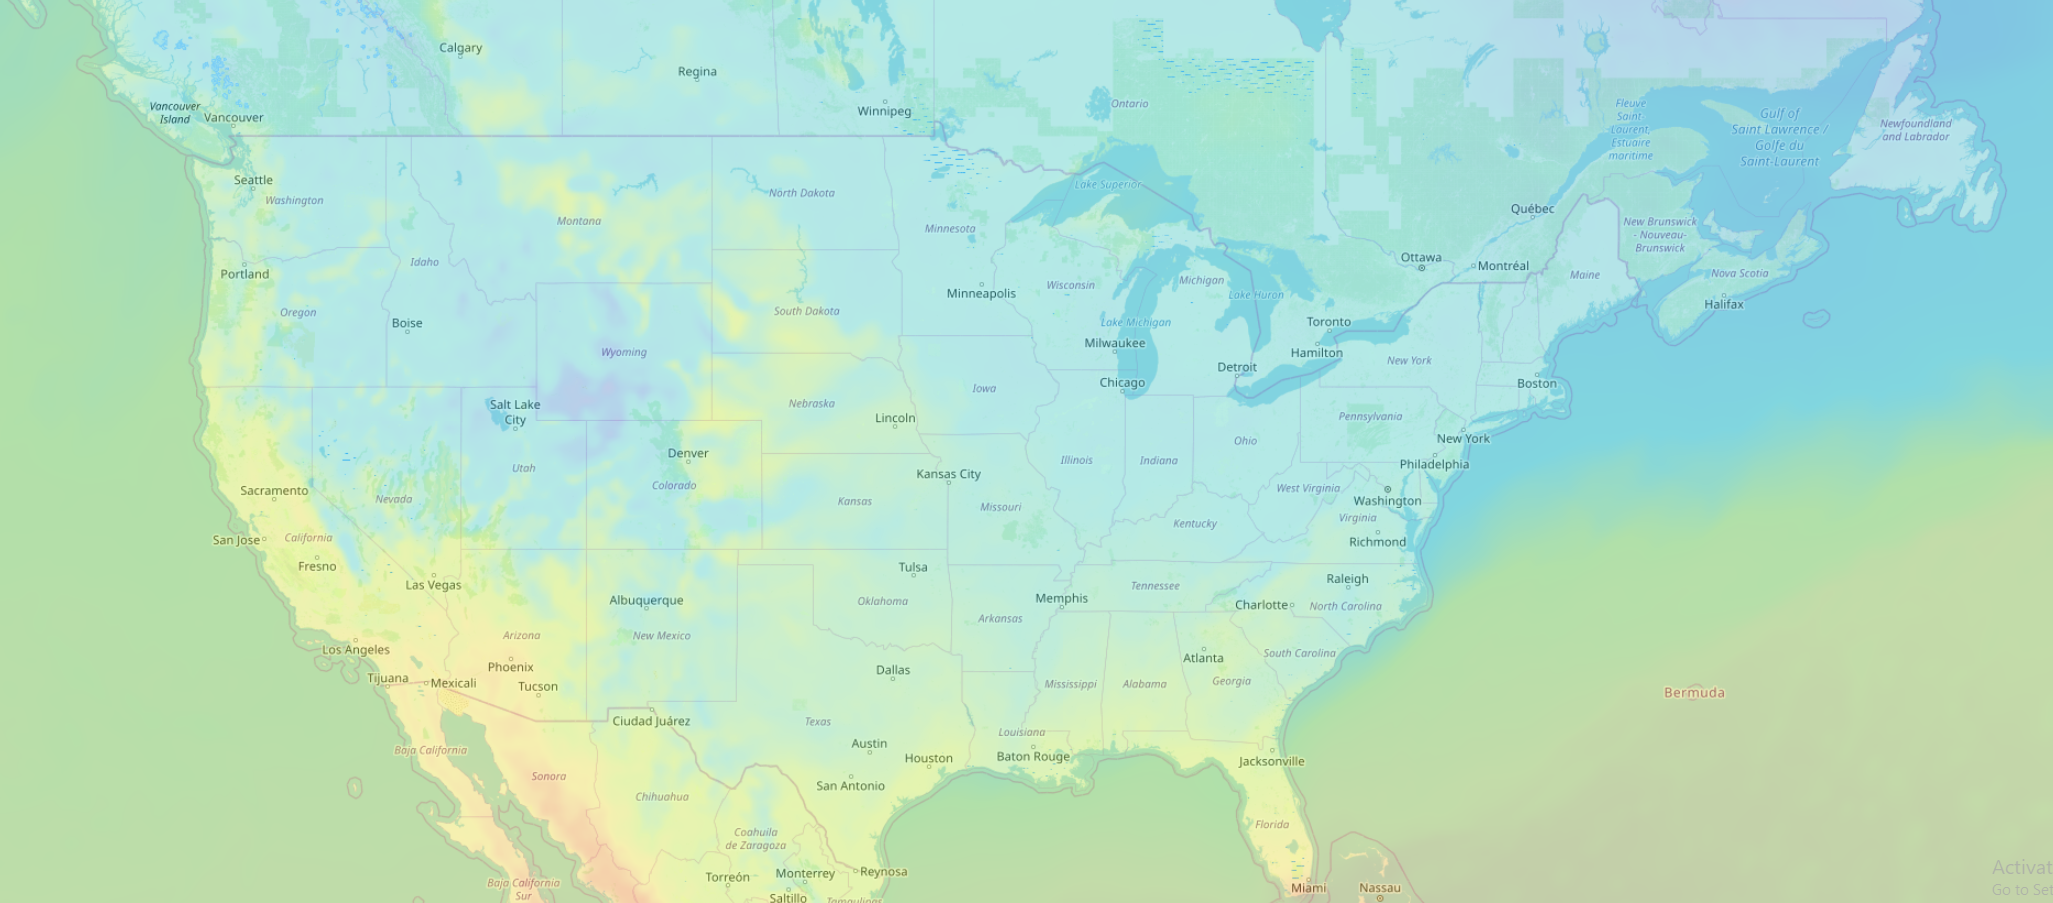 Calgary
Regina
Winnipeg
Ontario
Vancouver
Island
Vancouver
Fleuve
Saint-
Laurent,
Estuaire
maritime
Gulf of
Saint Lawrence /
Golfe du
Saint-Laurent
Newfoundland
and Labrador
Seattle
Washington
Montana
North Dakota
Minnesota
Lake Superior
Québec
New Brunswick
- Nouveau-
Brunswick
Portland
Idaho
Ottawa
Montréal
Maine
Nova Scotia
Halifax
Minneapolis
Wisconsin
Michigan
Lake Huron
Oregon
Boise
South Dakota
Lake Michigan
Toronto
Milwaukee
Hamilton
Wyoming
New York
Detroit
Chicago
Boston
Salt Lake
City
Nebraska
Iowa
Lincoln
Pennsylvania
New York
Ohio
Denver
Utah
Colorado
Kansas City
Illinois
Indiana
Philadelphia
Sacramento
Nevada
Kansas
Missouri
West Virginia
Washington
Virginia
Kentucky
San Jose
California
Richmond
Fresno
Las Vegas
Tulsa
Tennessee
Raleigh
Albuquerque
Oklahoma
Memphis
Charlotte
North Carolina
Arkansas
Arizona
New Mexico
Los Angeles
Phoenix
Dallas
Atlanta
South Carolina
Tijuana
Mexicali
Tucson
Mississippi
Alabama
Georgia
Bermuda
Ciudad Juárez
Texas
Louisiana
Baja California
Austin
Houston
Baton Rouge
Jacksonville
Sonora
San Antonio
Chihuahua
Coahuila
de Zaragoza
Florida
Torreón
Monterrey
Reynosa
Baja California
Sur
Saltillo
Tamaulipas
Miami
Nassau
Activat
Go to Set